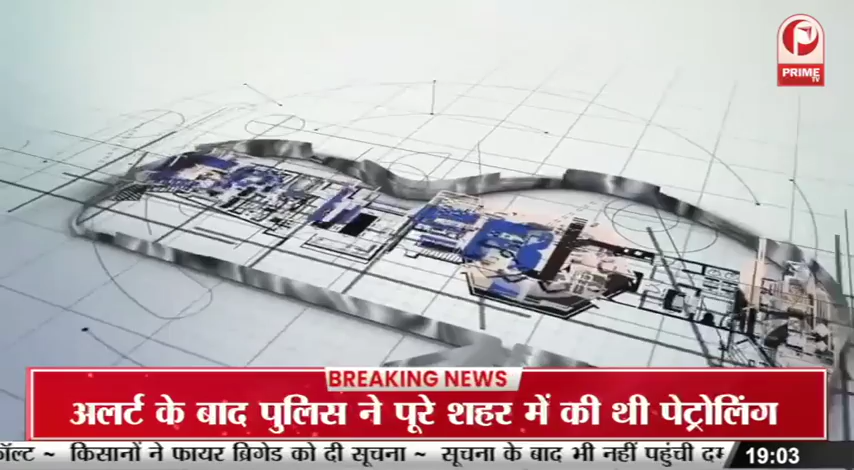 PRIME
TV
BREAKING NEWS
अलर्ट के बाद पुलिस ने पूरे शहर में की थी पेट्रोलिंग
~ किसानों ने फायर ब्रिगेड को दी सूचना ~ सूचना के बाद भी नहीं पहुंची
19:03